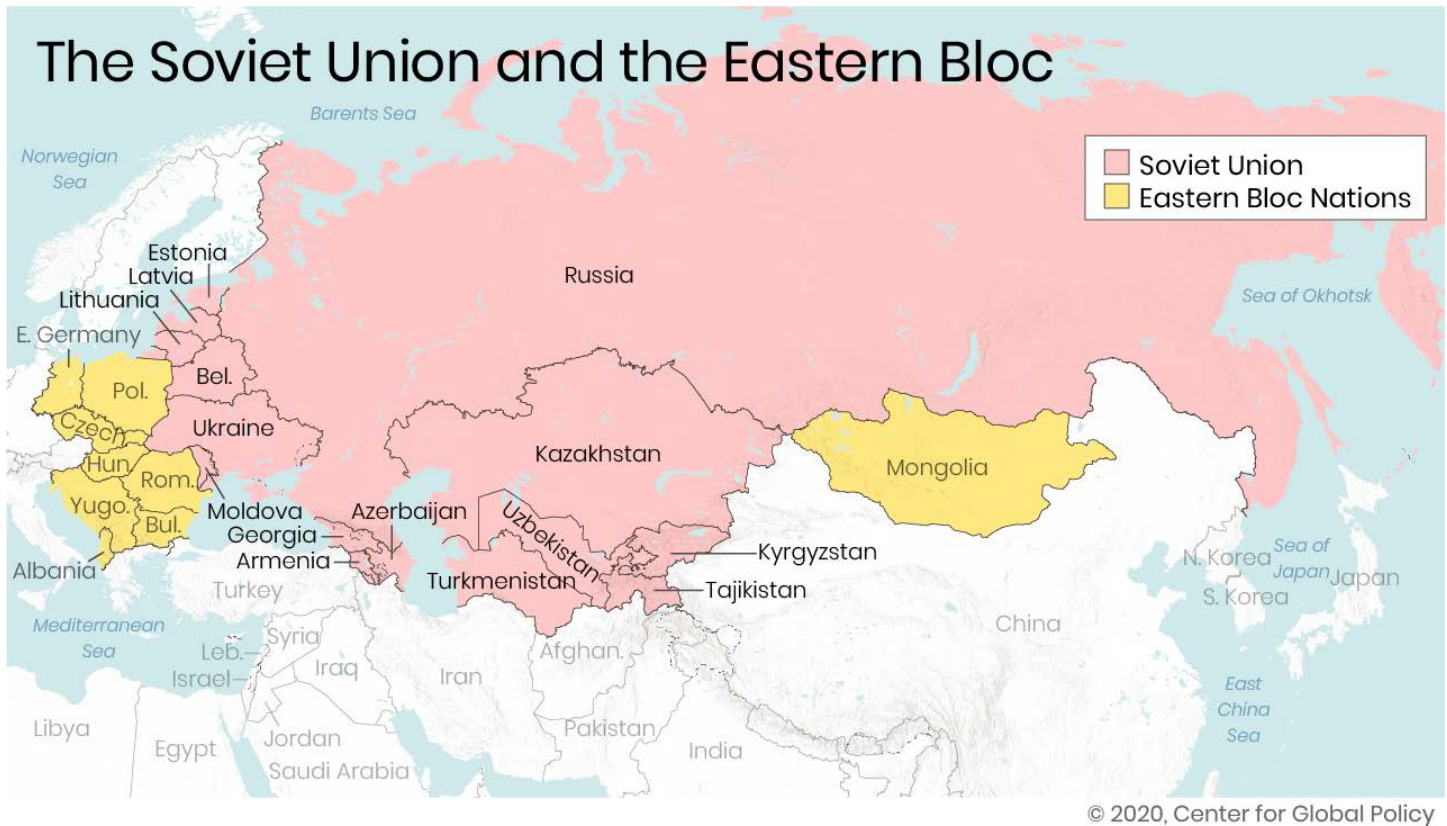 The Soviet Union and the Eastern Bloc
Barents Sea
Norwegian
Sea
Soviet Union
Eastern Bloc Nations
Estonia
Latvia
Lithuania
E. Germany
Russia
Sea of Okhotsk
Pol.
Bel.
Czech
Ukraine
Hun.
Rom.
Kazakhstan
Mongolia
Yugo.
Bul.
Moldova
Azerbaijan
Uzbekistan
Georgia
Armenia
Kyrgyzstan
Albania
Turkey
Turkmenistan
Tajikistan
N. Korea
Sea of
Japan
Japan
S. Korea
Mediterranean
Sea
Syria
Leb.
Israel
Iraq
Iran
Afghan.
China
East
China
Sea
Libya
Egypt
Jordan
Saudi Arabia
Pakistan
India
© 2020, Center for Global Policy